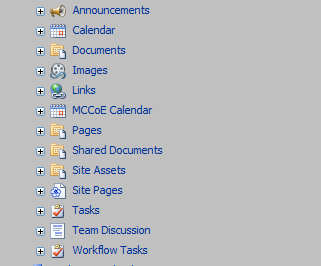 Announcements
Calendar
Documents
Images
Links
MCCoE Calendar
Pages
Shared Documents
Site Assets
Site Pages
Tasks
Team Discussion
Workflow Tasks